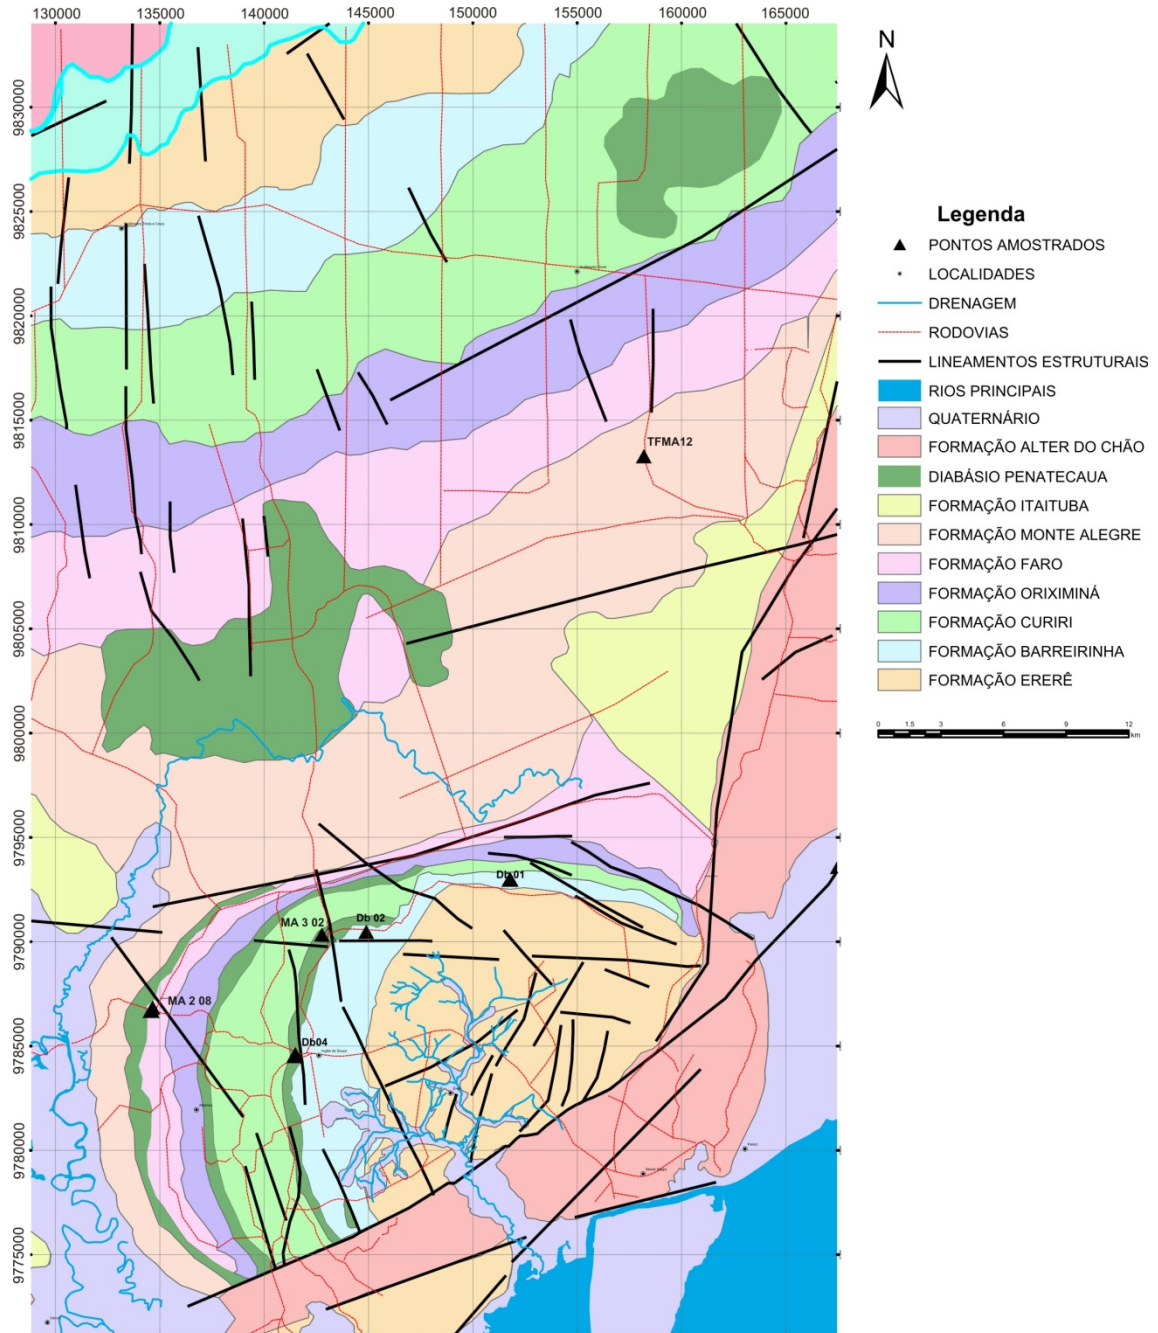 130000 135000 140000 145000 150000 155000 160000 165000
N
9830000
9825000
9820000
9815000
9810000
9805000
9800000
9795000
9790000
9785000
9780000
9775000
TFMA12
Db 01
MA 3 02
Db 02
MA 2 08
Db04
Legenda
PONTOS AMOSTRADOS
LOCALIDADES
DRENAGEM
RODOVIAS
LINEAMENTOS ESTRUTURAIS
RIOS PRINCIPAIS
QUATERNÁRIO
FORMAÇÃO ALTER DO CHÃO
DIABÁSIO PENATECAUA
FORMAÇÃO ITAITUBA
FORMAÇÃO MONTE ALEGRE
FORMAÇÃO FARO
FORMAÇÃO ORIXIMINÁ
FORMAÇÃO CURIRI
FORMAÇÃO BARREIRINHA
FORMAÇÃO ERERÊ
0 1.5 3 6 9 12
km